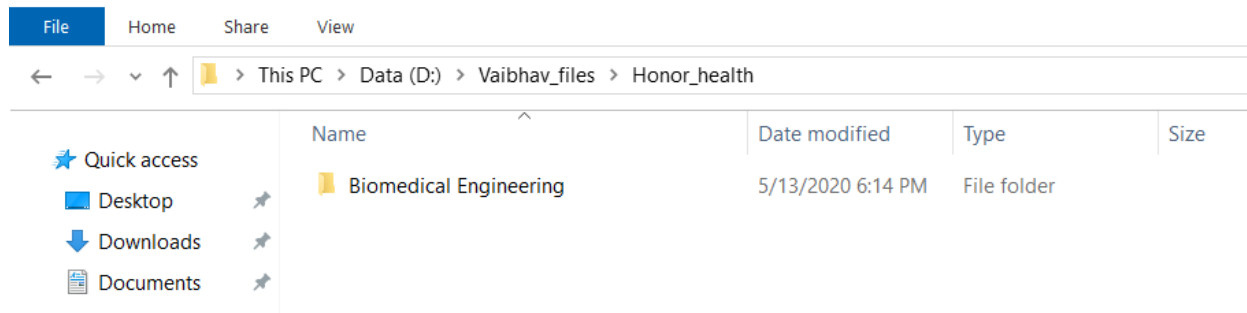 File Home Share View
This PC > Data (D:) > Vaibhav_files > Honor_health
Name Date modified Type Size
Quick access
Biomedical Engineering 5/13/2020 6:14 PM File folder
Desktop
Downloads
Documents